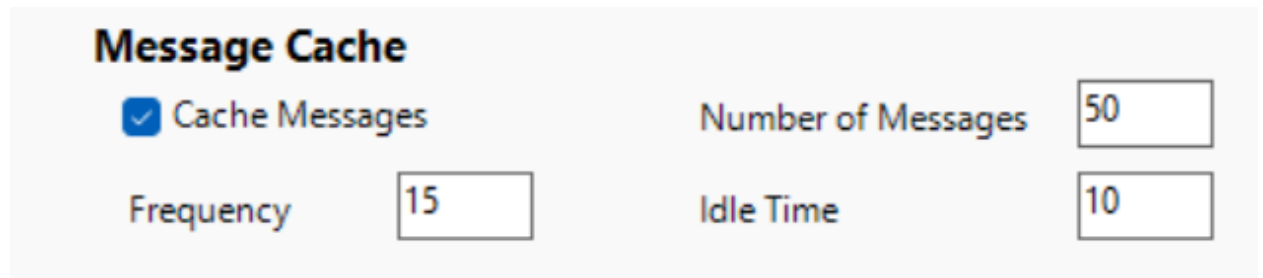 Message Cache
Cache Messages Number of Messages 50
Frequency 15 Idle Time 10